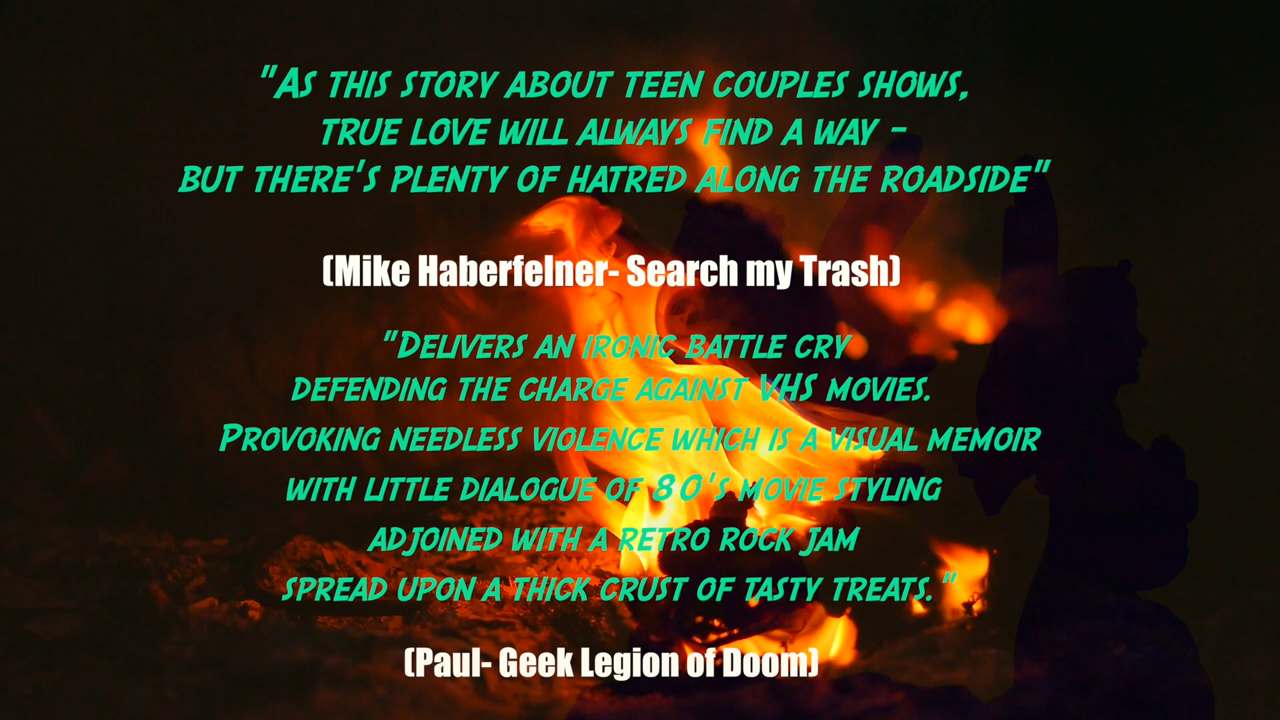 "As this story about teen couples shows,
true love will always find a way -
but there's plenty of hatred along the roadside"
(Mike Haberfelner- Search my Trash)
"Delivers an ironic battle cry
defending the charge against VHS movies.
Provoking needless violence which is a visual memoir
with little dialogue of 80's movie styling
adjoined with a retro rock jam
spread upon a thick crust of tasty treats."
(Paul- Geek Legion of Doom)